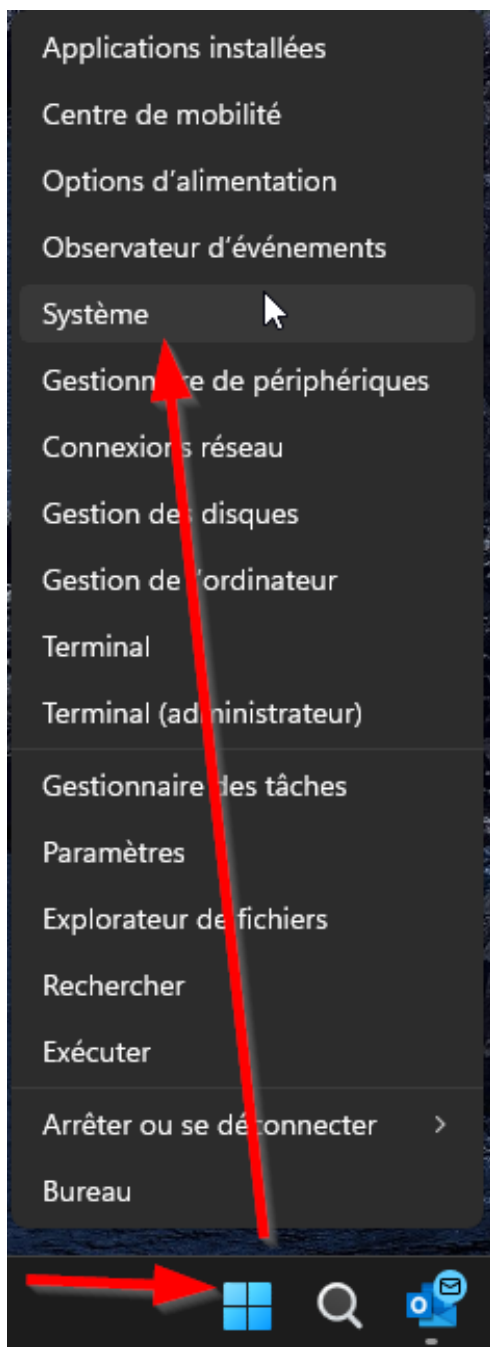 Applications installées
Centre de mobilité
Options d’alimentation
Observateur d’événements
Système
Gestionnaire de périphériques
Connexions réseau
Gestion des disques
Gestion de l’ordinateur
Terminal
Terminal (administrateur)
Gestionnaire des tâches
Paramètres
Explorateur de fichiers
Rechercher
Exécuter
Arrêter ou se déconnecter
Bureau